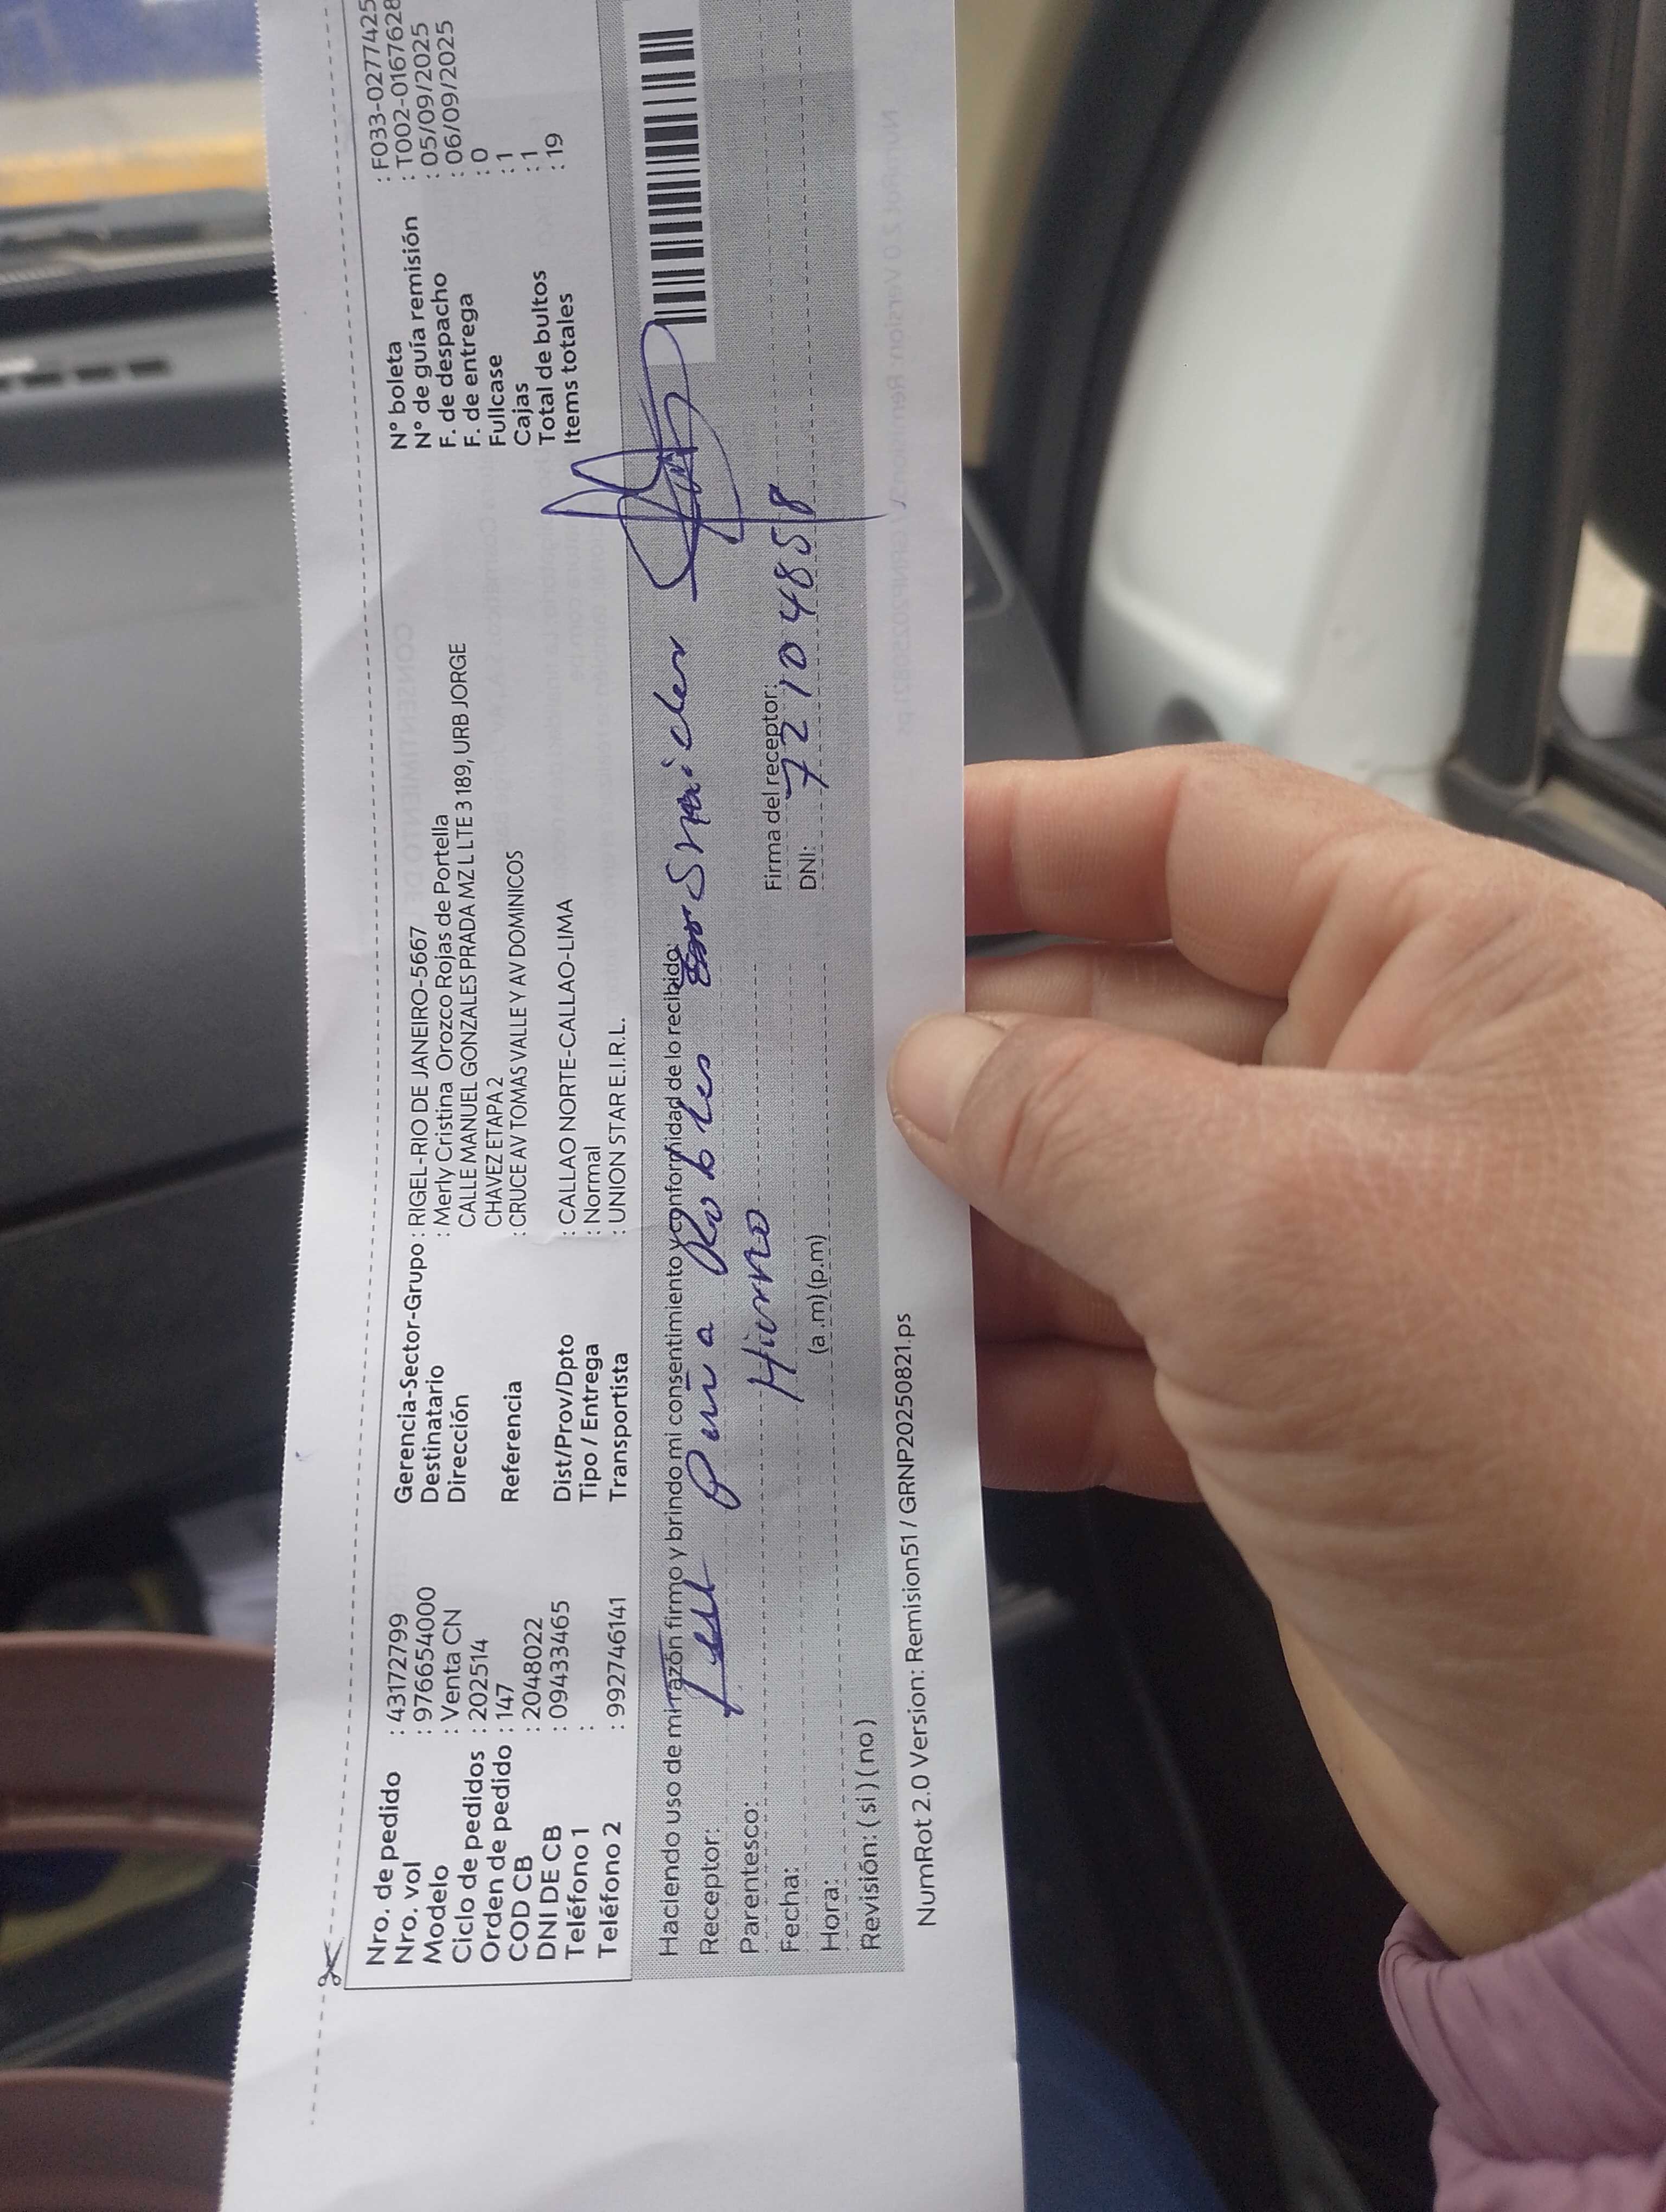 Nro. de pedido : 43172799
Nro. vol : 976654000
Modelo : Venta CN
Ciclo de pedidos : 202514
Orden de pedido : 147
COD CB : 2048022
DNI DE CB : 09433465
Teléfono 1 :
Teléfono 2 : 992746141
Gerencia-Sector-Grupo : RIGEL-RIO DE JANEIRO-5667
Destinatario : Merly Cristina Orozco Rojas de Portella
Dirección CALLE MANUEL GONZALES PRADA MZ L LTE 3 189, URB JORGE
CHAVEZ ETAPA 2
Referencia : CRUCE AV TOMAS VALLE Y AV DOMINICOS
Dist/Prov/Dpto : CALLAO NORTE-CALLAO-LIMA
Tipo / Entrega : Normal
Transportista : UNION STAR E.I.R.L.
N° boleta : F033-0277425
N° de guía remisión : T002-0167628
F. de despacho : 05/09/2025
F. de entrega : 06/09/2025
Fullcase : 0
Cajas : 1
Total de bultos : 1
Items totales : 19
Haciendo uso de mi razón firmo y brindo mi consentimiento y conformidad de lo recibido:
Receptor: Robles
Parentesco:
Fecha:
Hora: (a .m) (p.m)
Revisión: ( si ) ( no )
Firma del receptor:
DNI: 72104858
NumRot 2.0 Version: Remision51 / GRNP20250821.ps